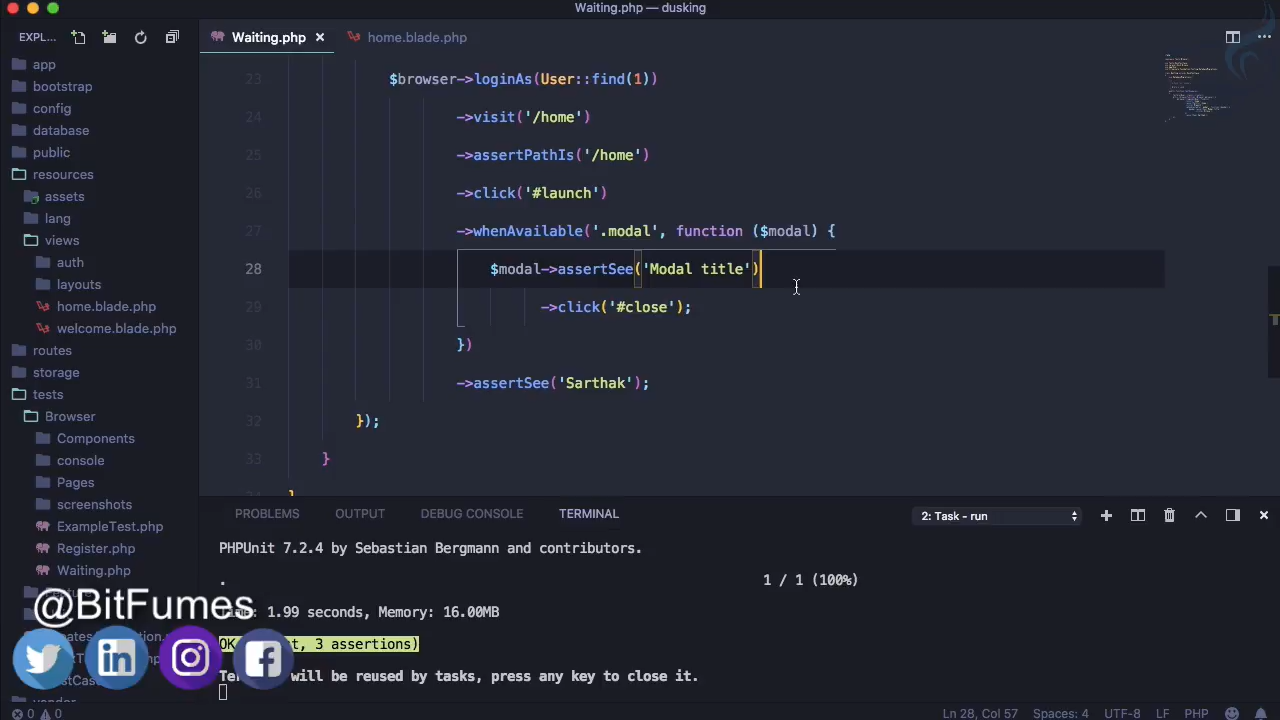 Waiting.php — dusking
EXPL...
Waiting.php
home.blade.php
app
bootstrap
config
database
public
resources
assets
lang
views
auth
layouts
home.blade.php
welcome.blade.php
routes
storage
tests
Browser
Components
console
Pages
screenshots
ExampleTest.php
Register.php
Waiting.php
23 $browser->loginAs(User::find(1))
24 ->visit('/home')
25 ->assertPathIs('/home')
26 ->click('#launch')
27 ->whenAvailable('.modal', function ($modal) {
28 $modal->assertSee('Modal title')
29 ->click('#close');
30 })
31 ->assertSee('Sarthak');
32 });
33 }
}
PROBLEMS
OUTPUT
DEBUG CONSOLE
TERMINAL
2: Task - run
PHPUnit 7.2.4 by Sebastian Bergmann and contributors.
. 1 / 1 (100%)
1.99 seconds, Memory: 16.00MB
OK 3 assertions)
will be reused by tasks, press any key to close it.
@BitFumes
0 0
Ln 28, Col 57
Spaces: 4
UTF-8
LF
PHP